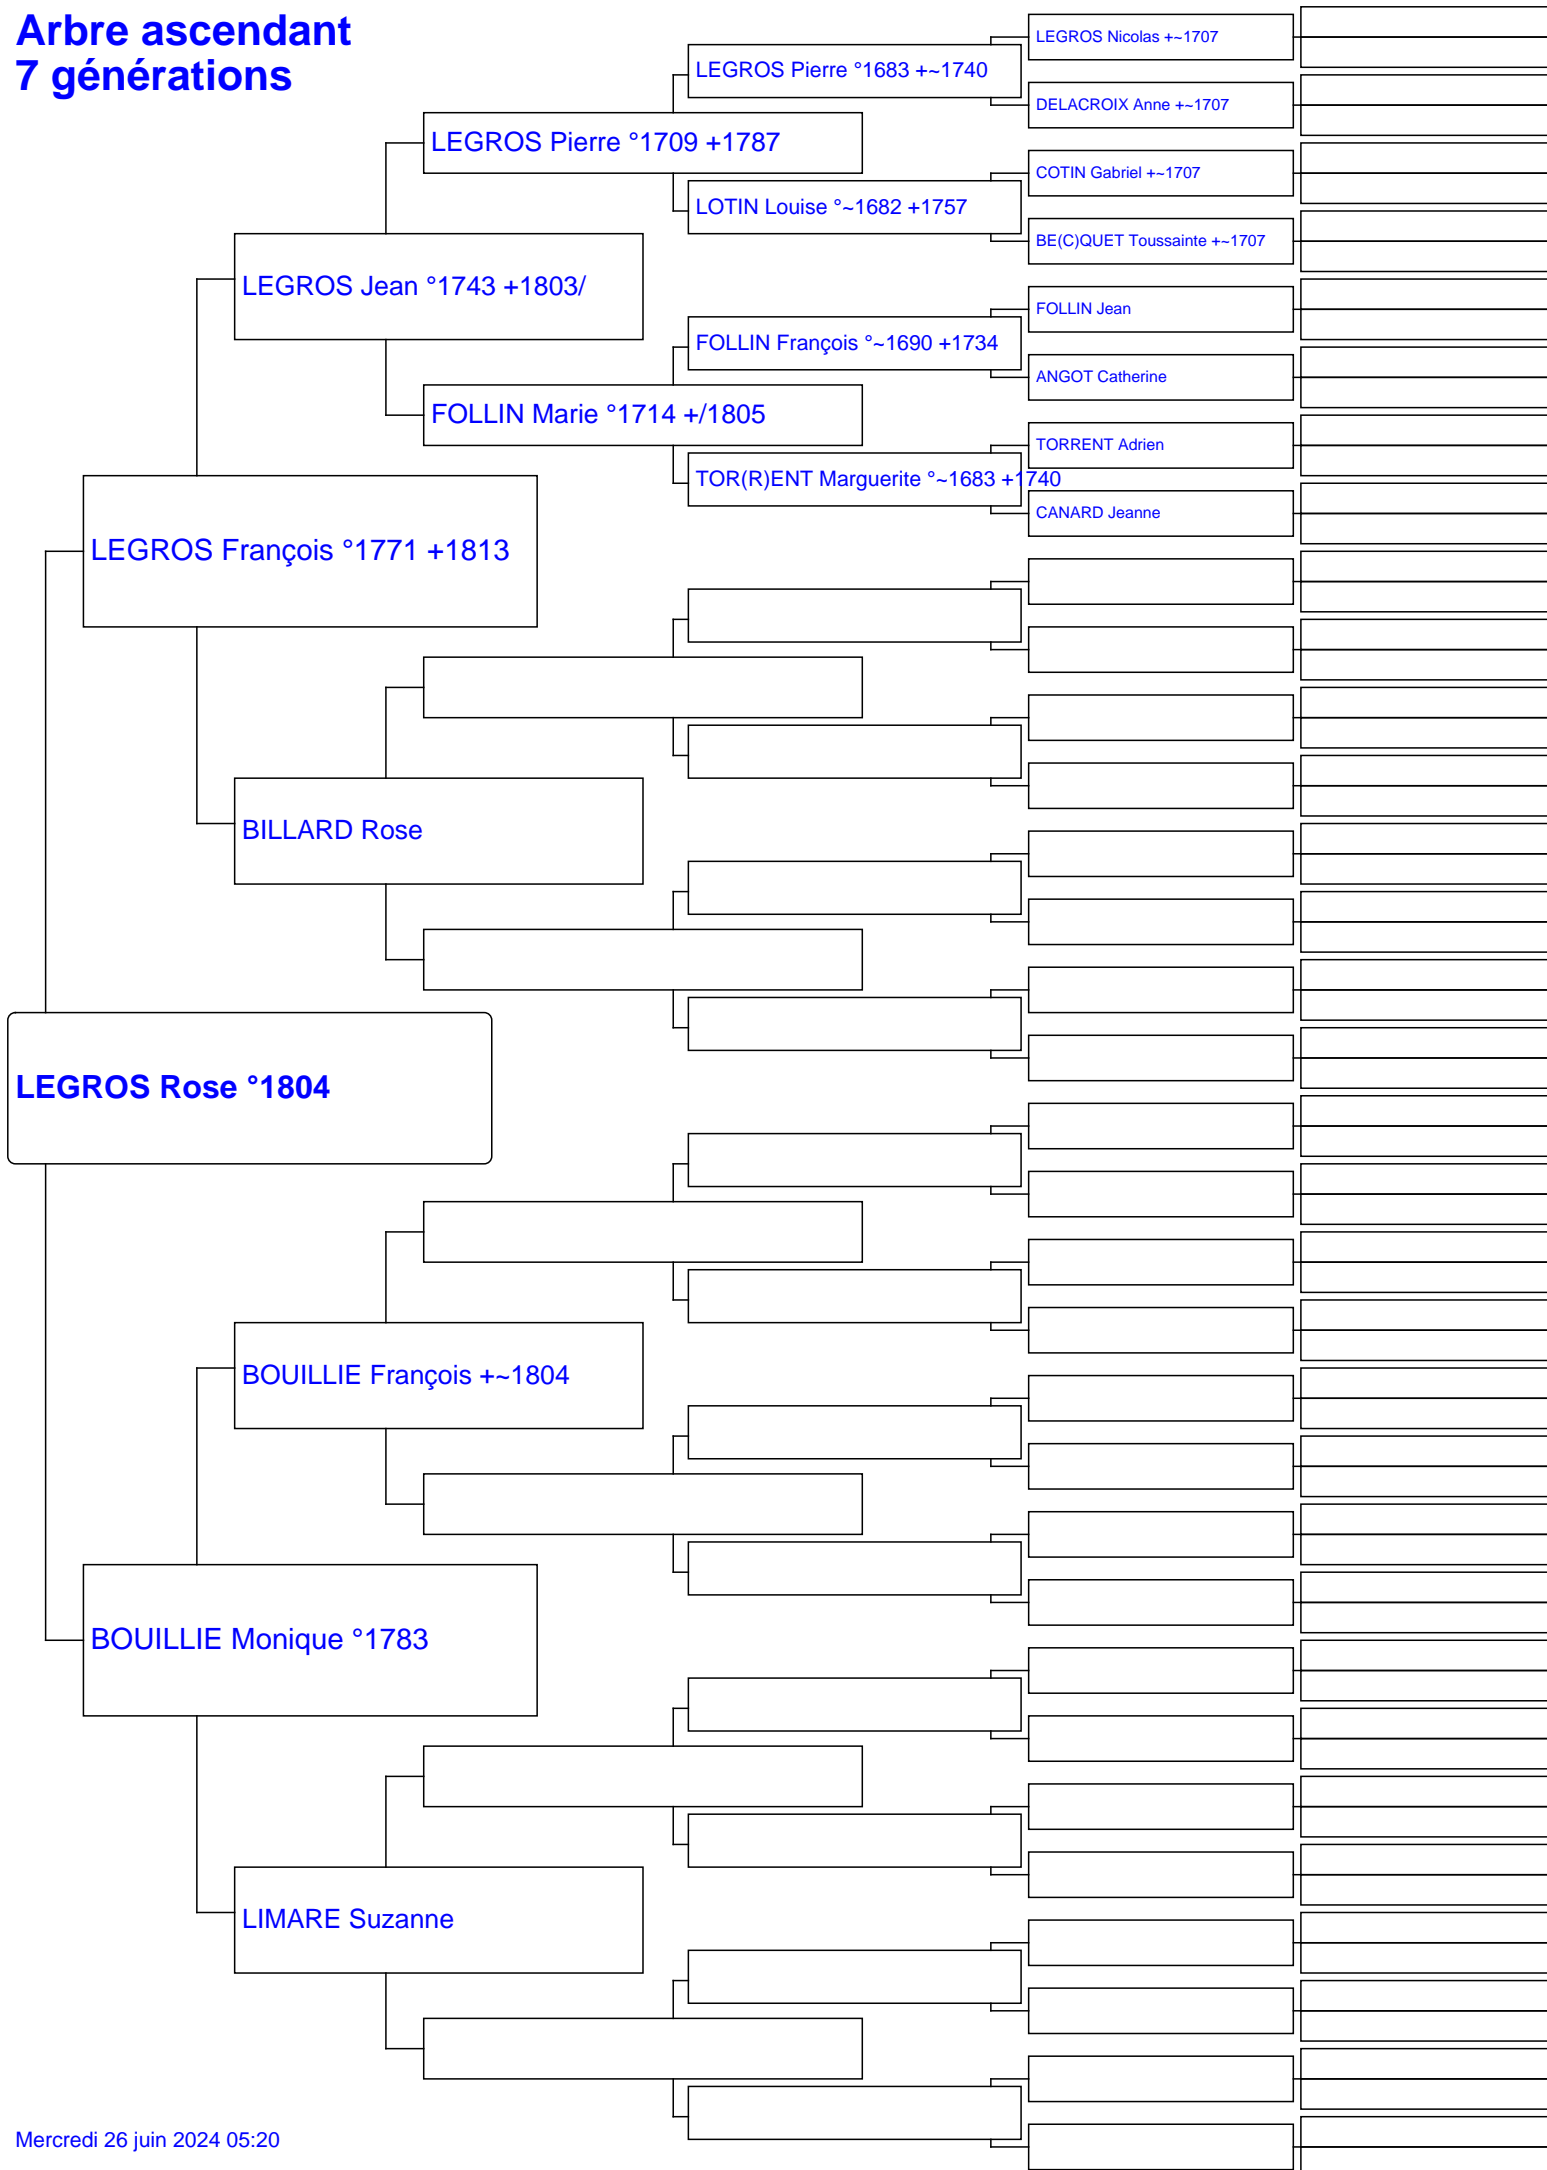 Arbre ascendant
7 générations
LEGROS Nicolas +~1707
LEGROS Pierre °1683 +~1740
DELACROIX Anne +~1707
LEGROS Pierre °1709 +1787
COTIN Gabriel +~1707
LOTIN Louise °~1682 +1757
BE(C)QUET Toussainte +~1707
LEGROS Jean °1743 +1803/
FOLLIN Jean
FOLLIN François °~1690 +1734
ANGOT Catherine
FOLLIN Marie °1714 +/1805
TORRENT Adrien
TOR(R)ENT Marguerite °~1683 +1740
CANARD Jeanne
LEGROS François °1771 +1813
BILLARD Rose
LEGROS Rose °1804
BOUILLIE François +~1804
BOUILLIE Monique °1783
LIMARE Suzanne
Mercredi 26 juin 2024 05:20